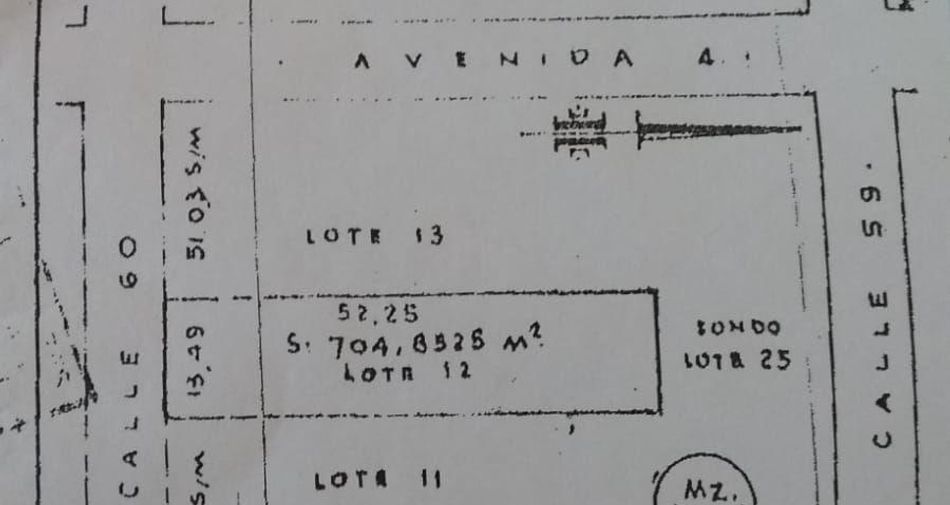 AVENIDA 4.
51.03 S/M
CALLE 60
CALLE 59.
LOTE 13
52.25
S: 704,8525 M²
LOTE 12
13.49
FONDO
LOTE 25
S/M
LOTE 11
MZ.